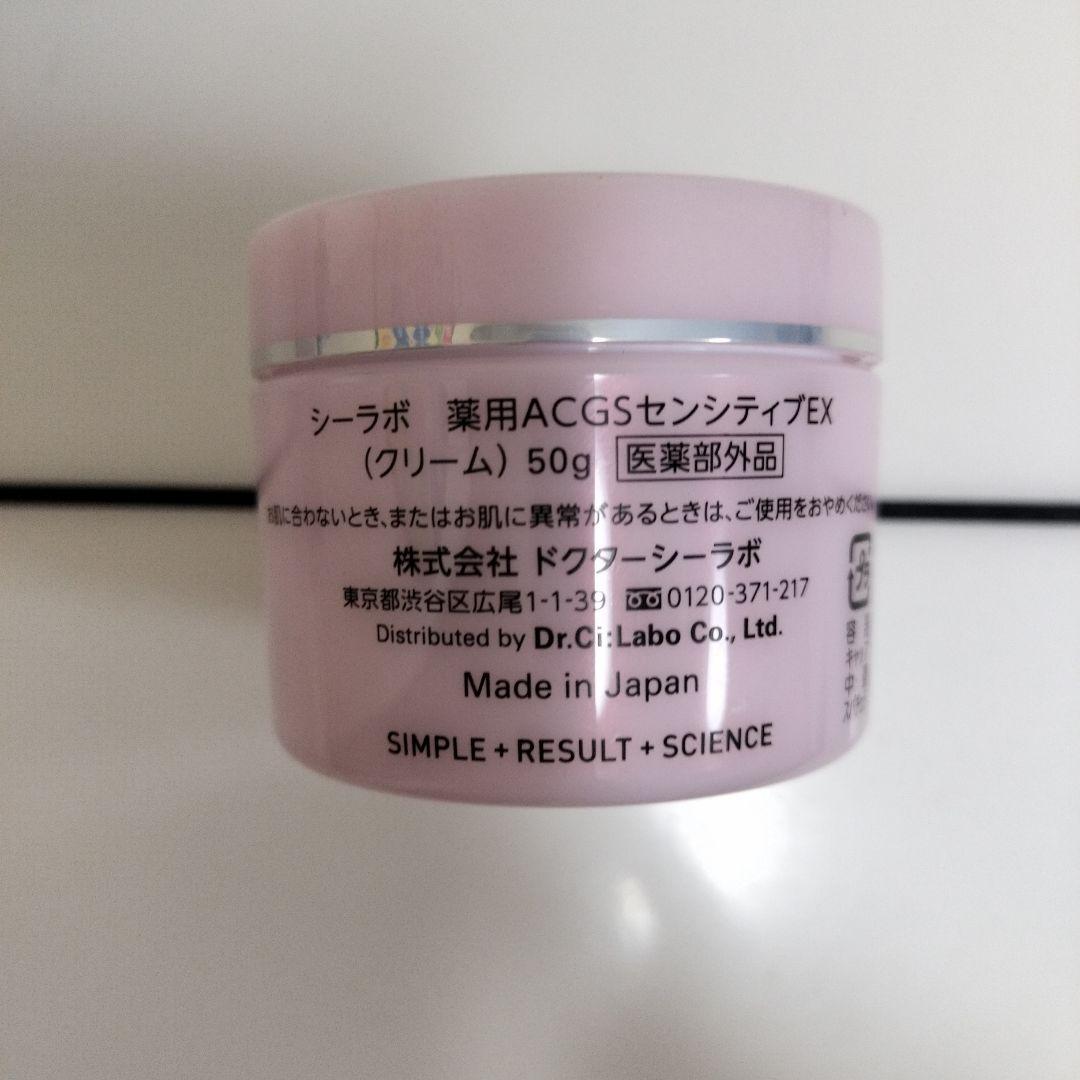 シーラボ 薬用ACGSセンシティブEX
(クリーム) 50g 医薬部外品
お肌に合わないとき、またはお肌に異常があるときは、ご使用をおやめください。
株式会社 ドクターシーラボ
東京都渋谷区広尾1-1-39 0120-371-217
Distributed by Dr.Ci:Labo Co., Ltd.
Made in Japan
SIMPLE + RESULT + SCIENCE
プラ